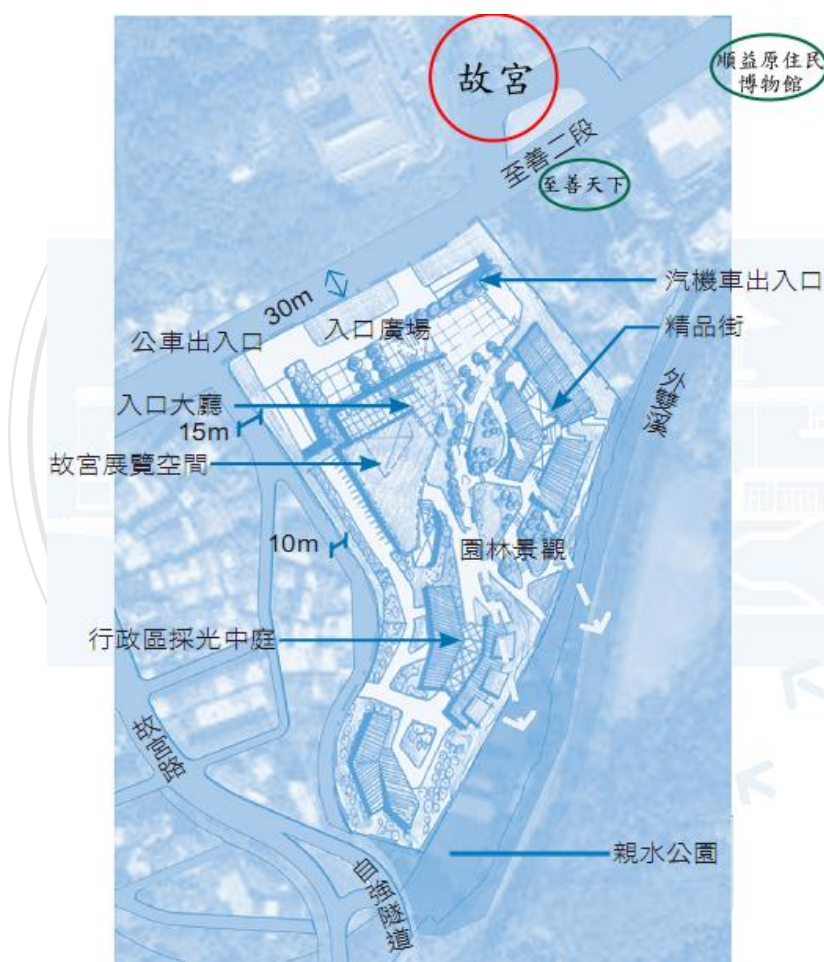 故宮
順益原住民
博物館
至善二段
至善天下
汽機車出入口
30m
入口廣場
精品街
公車出入口
外雙溪
入口大廳
15m
故宮展覽空間
10m
園林景觀
行政區採光中庭
故宮路
親水公園
自強隧道